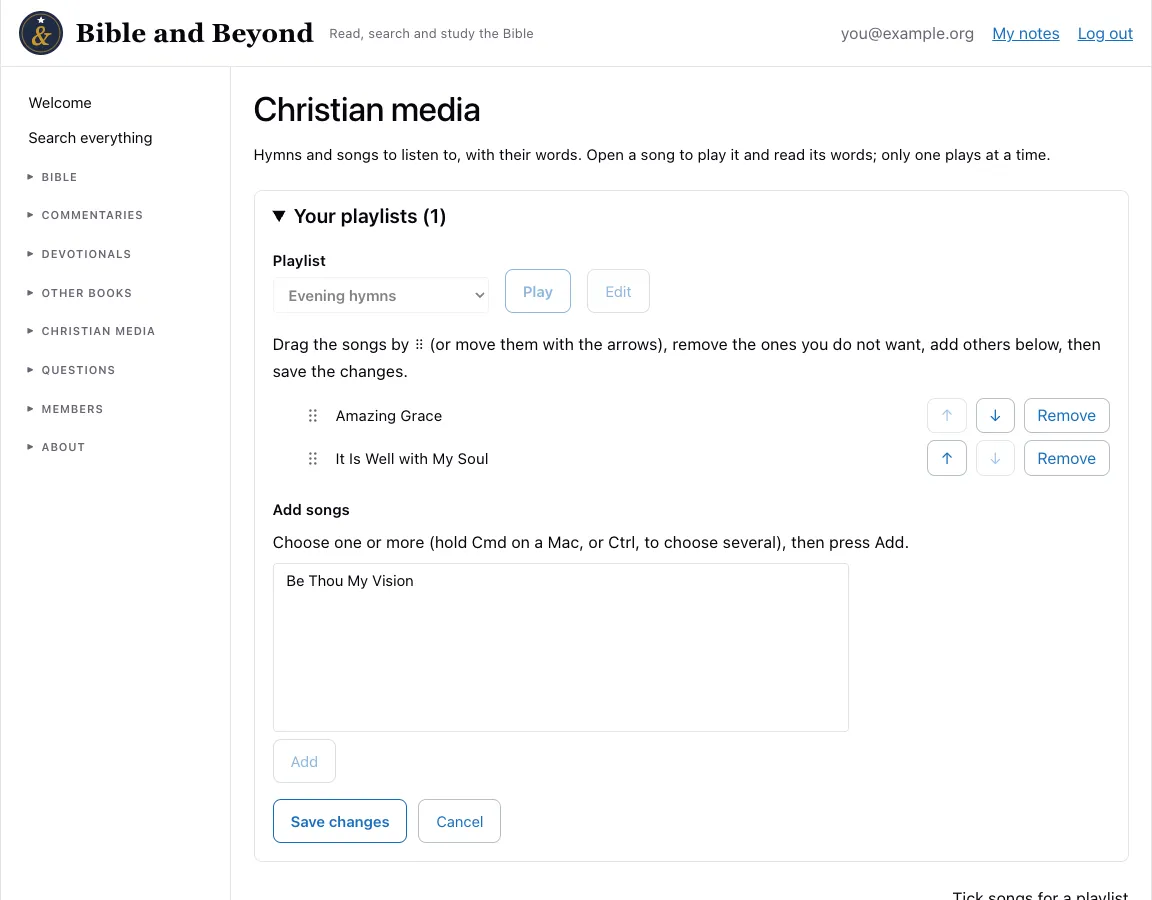 &
Bible and Beyond
Read, search and study the Bible
you@example.org
My notes
Log out
Welcome
Search everything
BIBLE
COMMENTARIES
DEVOTIONALS
OTHER BOOKS
CHRISTIAN MEDIA
QUESTIONS
MEMBERS
ABOUT
Christian media
Hymns and songs to listen to, with their words. Open a song to play it and read its words; only one plays at a time.
Your playlists (1)
Playlist
Evening hymns
Play
Edit
Drag the songs by ⠿ (or move them with the arrows), remove the ones you do not want, add others below, then
save the changes.
Amazing Grace
↑ ↓ Remove
It Is Well with My Soul
↑ ↓ Remove
Add songs
Choose one or more (hold Cmd on a Mac, or Ctrl, to choose several), then press Add.
Be Thou My Vision
Add
Save changes
Cancel
Tick songs for a playlist